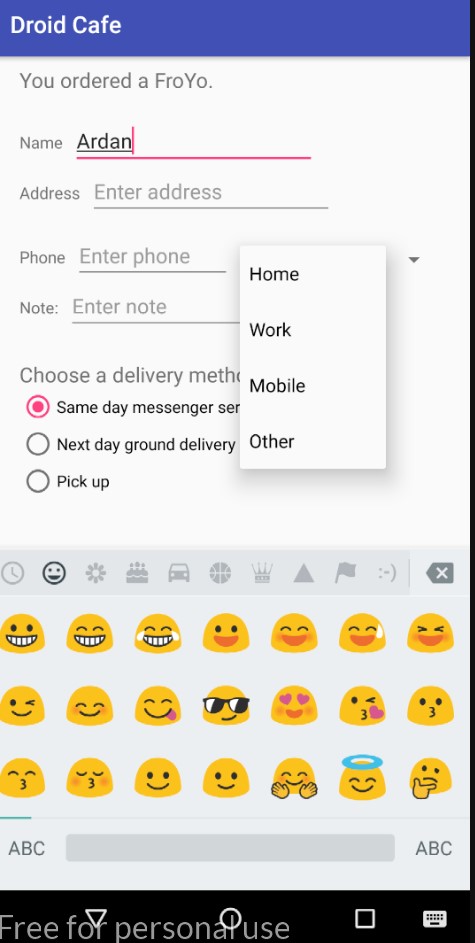 Droid Cafe
You ordered a FroYo.
Name Ardan
Address Enter address
Phone Enter phone
Home
Note: Enter note
Work
Mobile
Other
Choose a delivery metho
Same day messenger ser
Next day ground delivery
Pick up
:-)
ABC ABC
Free for personal use